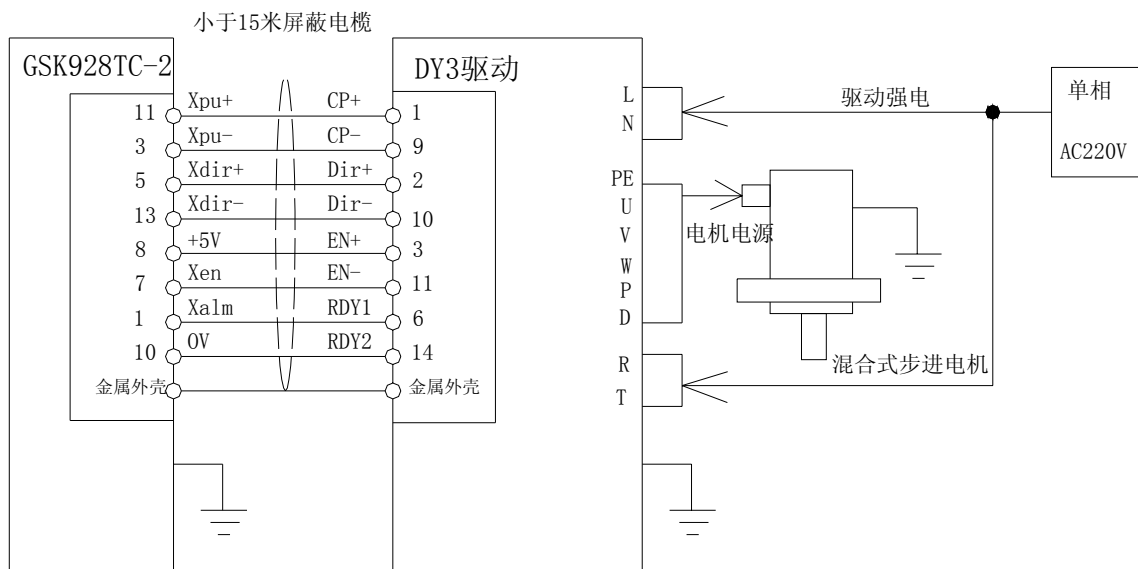 小于15米屏蔽电榄
GSK928TC-2
DY3驱动
11 Xpu+ CP+ 1
3 Xpu- CP- 9
5 Xdir+ Dir+ 2
13 Xdir- Dir- 10
8 +5V EN+ 3
7 Xen EN- 11
1 Xalm RDY1 6
10 0V RDY2 14
金属外壳 金属外壳
L
N
PE
U
V
W
P
D
R
T
驱动强电
单相
AC220V
电机电源
混合式步进电机